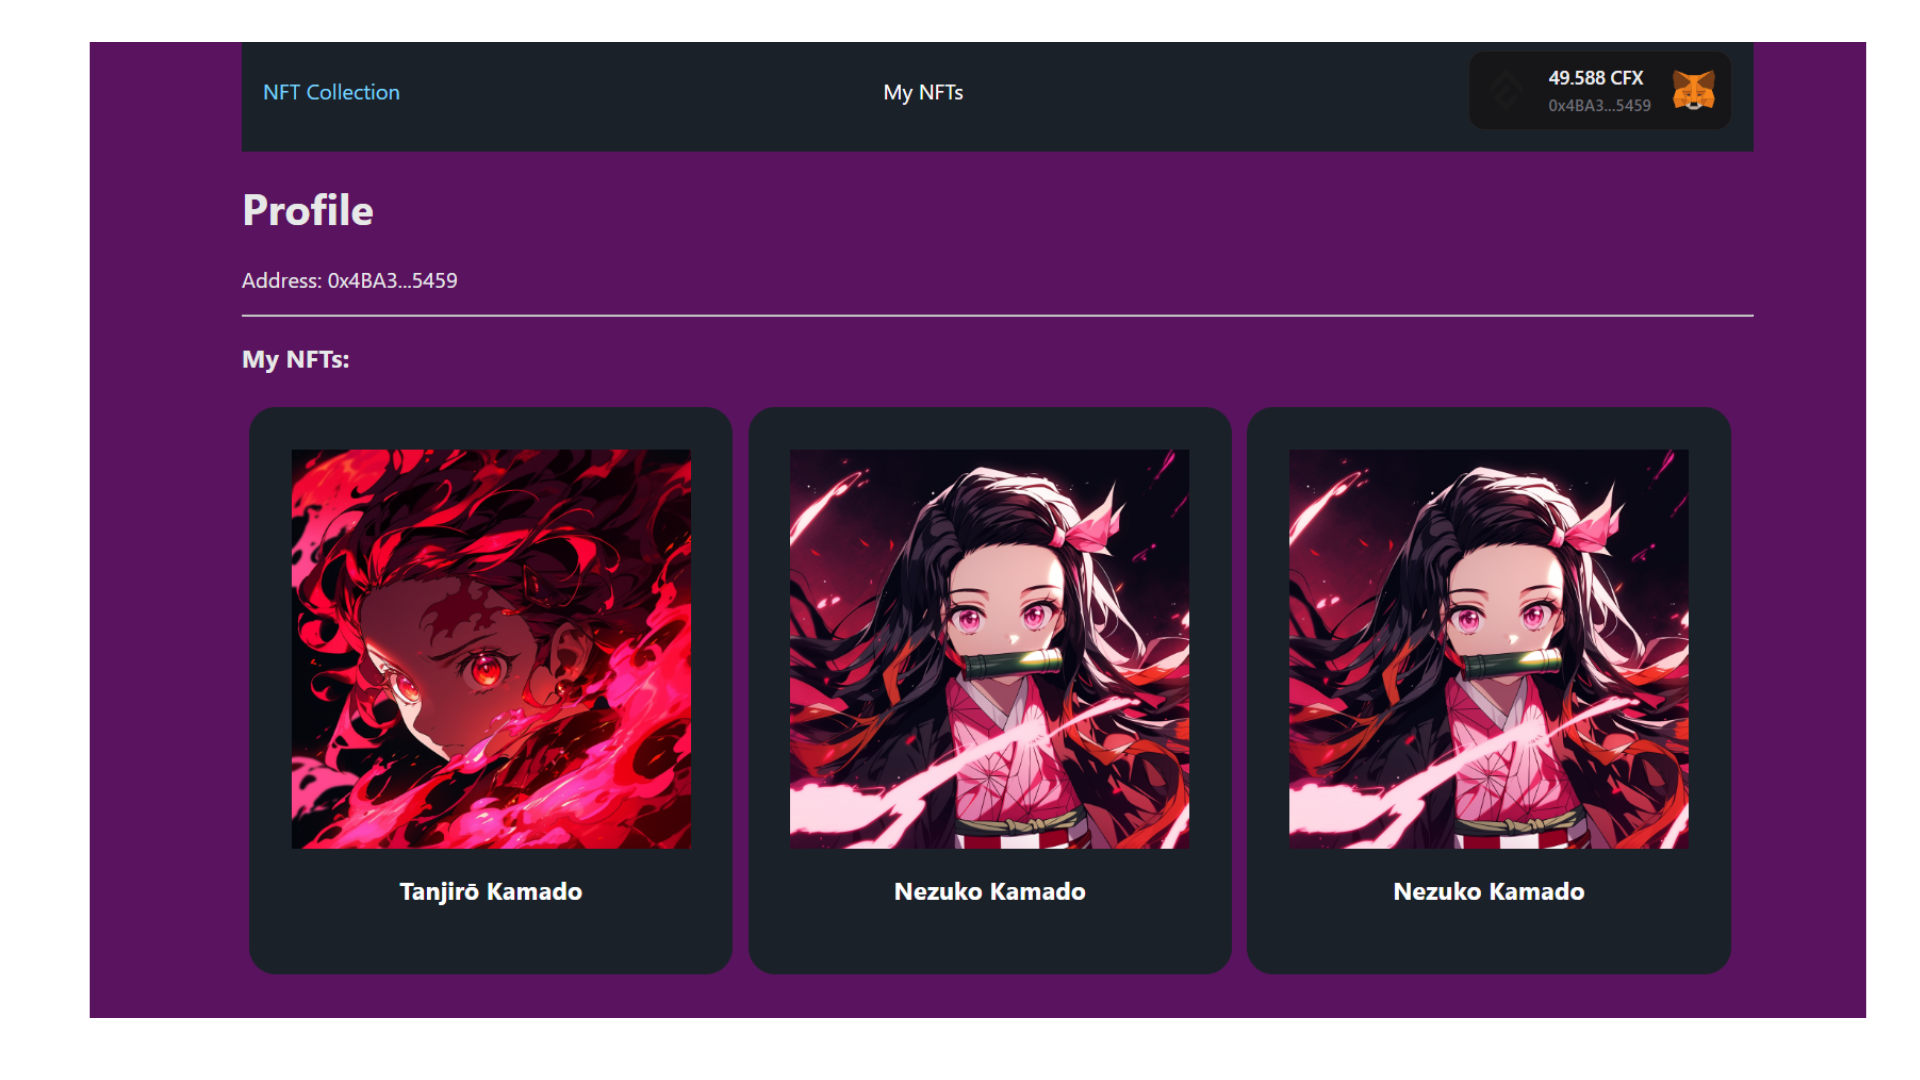 NFT Collection
My NFTs
49.588 CFX
0x4BA3...5459
Profile
Address: 0x4BA3...5459
My NFTs:
Tanjirō Kamado
Nezuko Kamado
Nezuko Kamado